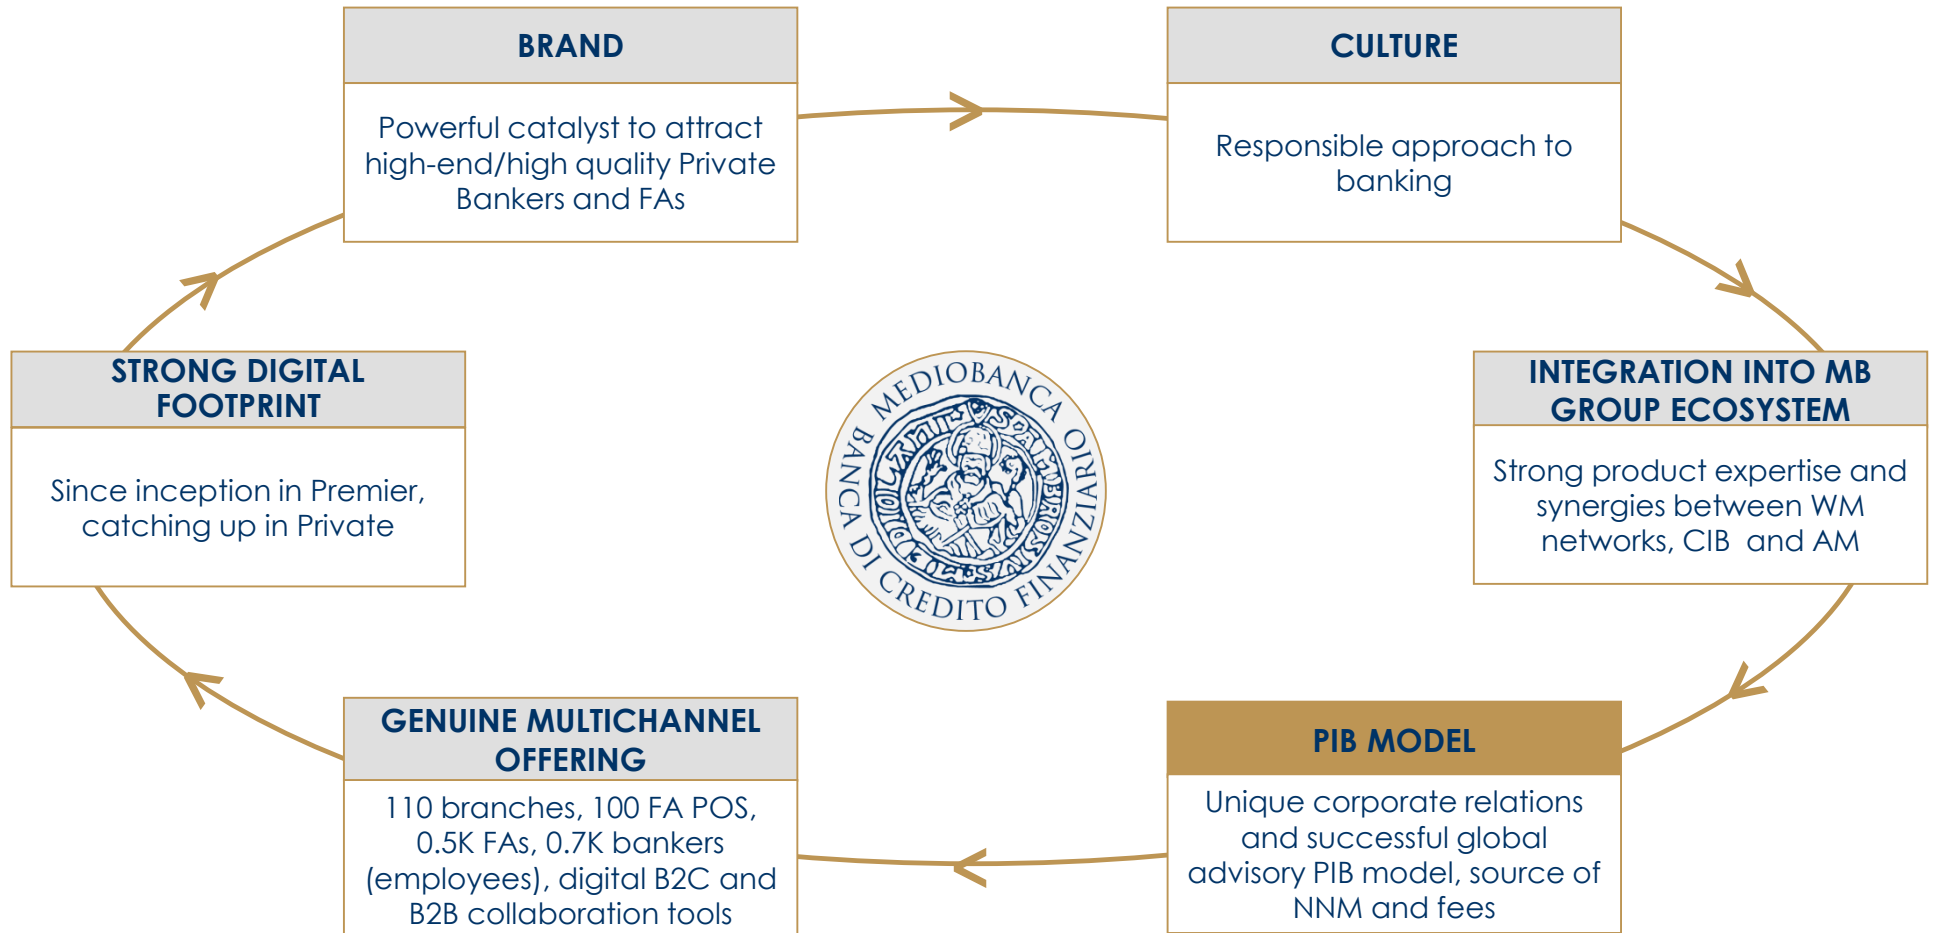 BRAND
Powerful catalyst to attract
high-end/high quality Private
Bankers and FAs
CULTURE
Responsible approach to
banking
STRONG DIGITAL
FOOTPRINT
Since inception in Premier,
catching up in Private
MEDIOBANCA
BANCA DI CREDITO FINANZIARIO
INTEGRATION INTO MB
GROUP ECOSYSTEM
Strong product expertise and
synergies between WM
networks, CIB and AM
GENUINE MULTICHANNEL
OFFERING
110 branches, 100 FA POS,
0.5K FAs, 0.7K bankers
(employees), digital B2C and
B2B collaboration tools
PIB MODEL
Unique corporate relations
and successful global
advisory PIB model, source of
NNM and fees